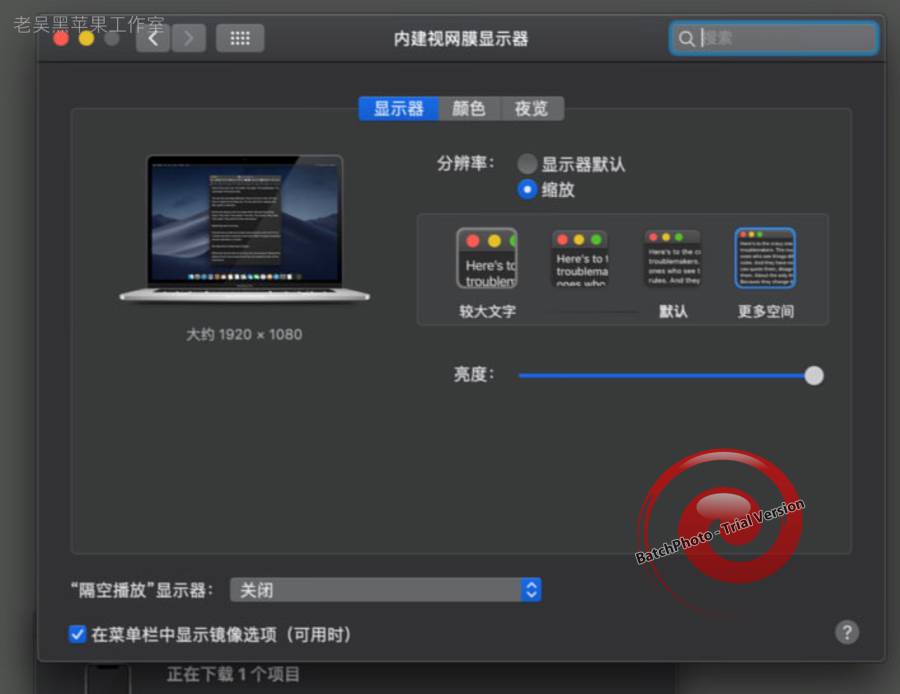 老吴黑苹果工作室
内建视网膜显示器
搜索
显示器 颜色 夜览
分辨率：
显示器默认
缩放
Here's to
troublem
Here's to t
troublema
ones who
Here's to the cr
troublemakers.
ones who see t
rules. And they
较大文字 默认 更多空间
大约 1920 × 1080
亮度：
BatchPhoto - Trial Version
“隔空播放”显示器： 关闭
在菜单栏中显示镜像选项（可用时）
?
正在下载 1 个项目